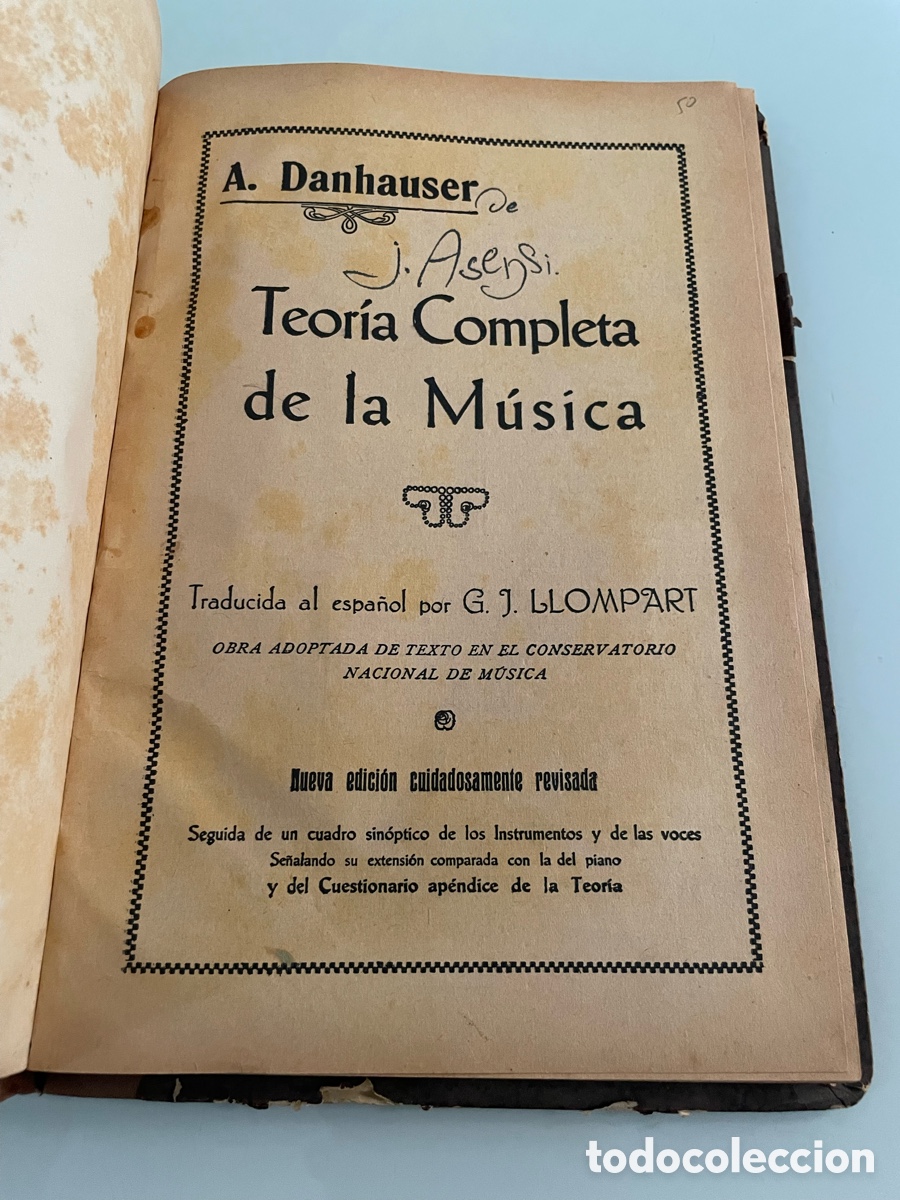 50
A. Danhauser
De
J. Asensi.
Teoría Completa
de la Música
Traducida al español por G. J. LLOMPART
OBRA ADOPTADA DE TEXTO EN EL CONSERVATORIO
NACIONAL DE MÚSICA
Nueva edición cuidadosamente revisada
Seguida de un cuadro sinóptico de los Instrumentos y de las voces
Señalando su extensión comparada con la del piano
y del Cuestionario apéndice de la Teoría
todocoleccion